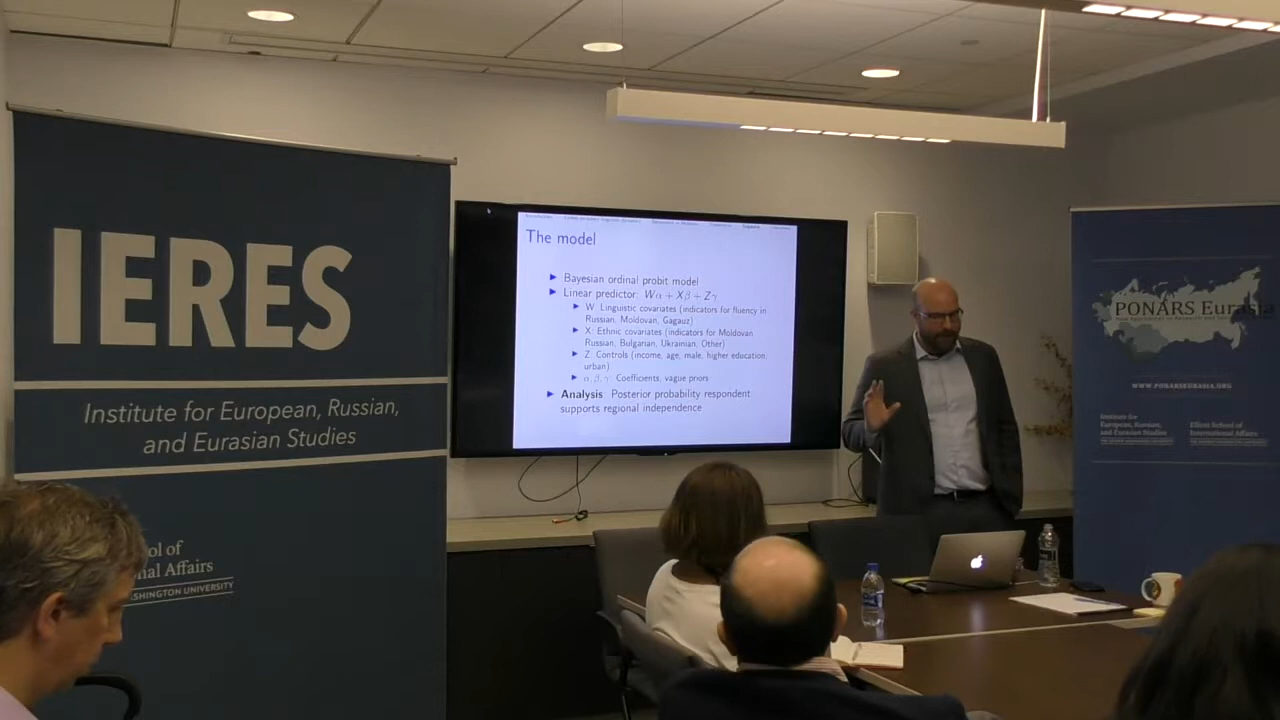 IERES
Institute for European, Russian,
and Eurasian Studies
ool of
nal Affairs
ASHINGTON UNIVERSITY
The model
Bayesian ordinal probit model
Linear predictor: Wα + Xβ + Zγ
W: Linguistic covariates (indicators for fluency in
Russian, Moldovan, Gagauz)
X: Ethnic covariates (indicators for Moldovan
Russian, Bulgarian, Ukrainian, Other)
Z: Controls (income, age, male, higher education,
urban)
α, β, γ: Coefficients, vague priors
Analysis: Posterior probability respondent
supports regional independence
PONARS Eurasia
WWW.PONARSEURASIA.ORG
Institute for
European, Russian,
and Eurasian Studies
Elliott School of
International Affairs